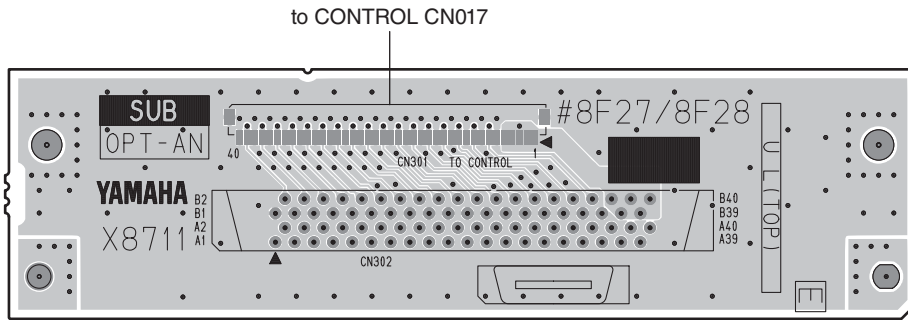 to CONTROL CN017
SUB
OPT-AN
#8F27/8F28
40
CN301
TO CONTROL
1
YAMAHA
X8711
B2
B1
A2
A1
B40
B39
A40
A39
CN302
U L (TOP)
E